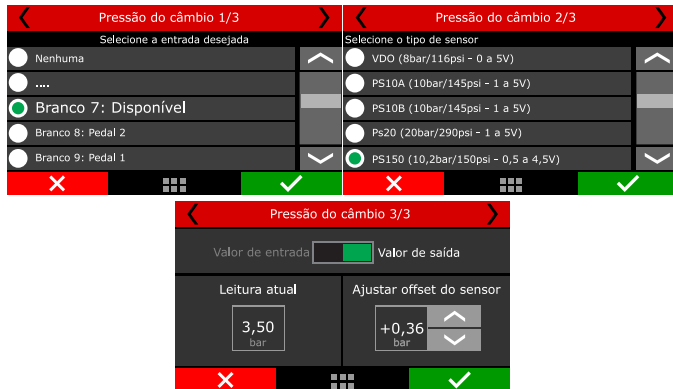 Pressão do câmbio 1/3
Selecione a entrada desejada
Nenhuma
....
Branco 7: Disponível
Branco 8: Pedal 2
Branco 9: Pedal 1
Pressão do câmbio 2/3
Selecione o tipo de sensor
VDO (8bar/116psi - 0 a 5V)
PS10A (10bar/145psi - 1 a 5V)
PS10B (10bar/145psi - 1 a 5V)
Ps20 (20bar/290psi - 1 a 5V)
PS150 (10,2bar/150psi - 0,5 a 4,5V)
Pressão do câmbio 3/3
Valor de entrada Valor de saída
Leitura atual
3,50
bar
Ajustar offset do sensor
+0,36
bar